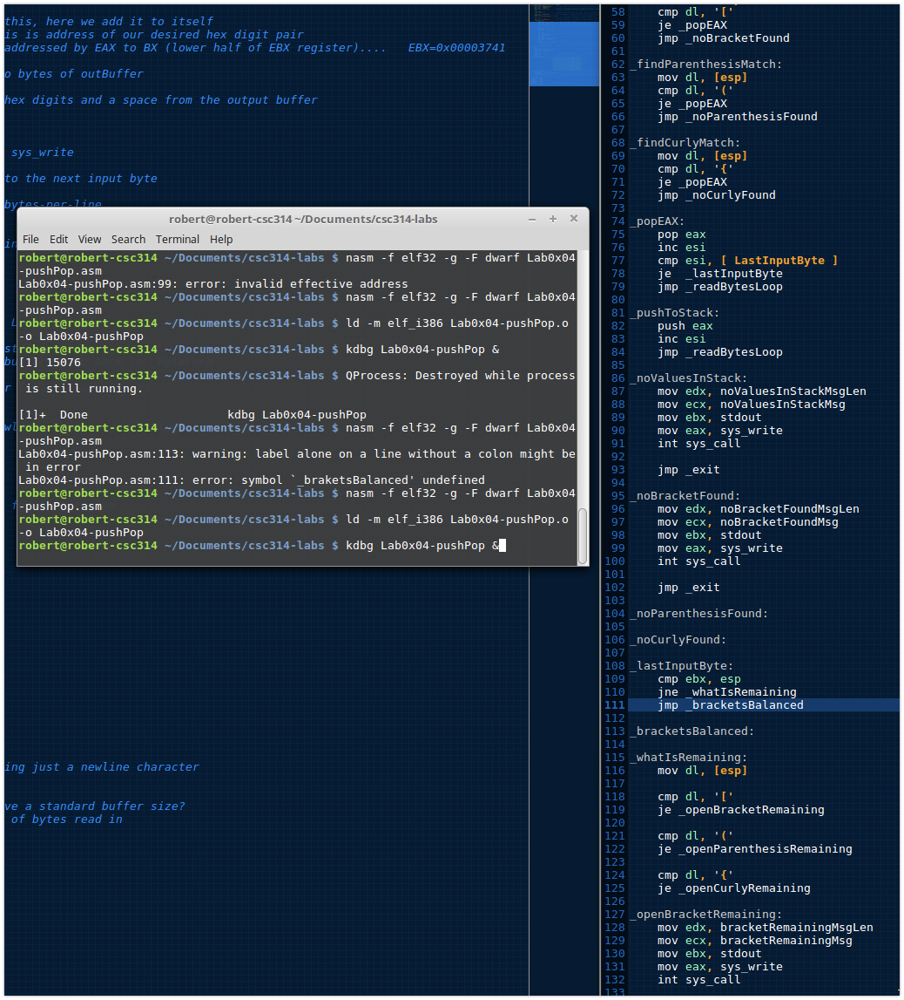 this, here we add it to itself
is is address of our desired hex digit pair
addressed by EAX to BX (lower half of EBX register).... EBX=0x00003741
o bytes of outBuffer
hex digits and a space from the output buffer
sys_write
to the next input byte
bytes-per-line
in
robert@robert-csc314 ~/Documents/csc314-labs
File Edit View Search Terminal Help
robert@robert-csc314 ~/Documents/csc314-labs $ nasm -f elf32 -g -F dwarf Lab0x04
-pushPop.asm
Lab0x04-pushPop.asm:99: error: invalid effective address
robert@robert-csc314 ~/Documents/csc314-labs $ nasm -f elf32 -g -F dwarf Lab0x04
-pushPop.asm
robert@robert-csc314 ~/Documents/csc314-labs $ ld -m elf_i386 Lab0x04-pushPop.o
-o Lab0x04-pushPop
robert@robert-csc314 ~/Documents/csc314-labs $ kdbg Lab0x04-pushPop &
[1] 15076
robert@robert-csc314 ~/Documents/csc314-labs $ QProcess: Destroyed while process
is still running.
[1]+ Done kdbg Lab0x04-pushPop
robert@robert-csc314 ~/Documents/csc314-labs $ nasm -f elf32 -g -F dwarf Lab0x04
-pushPop.asm
Lab0x04-pushPop.asm:113: warning: label alone on a line without a colon might be
in error
Lab0x04-pushPop.asm:111: error: symbol `_braketsBalanced' undefined
robert@robert-csc314 ~/Documents/csc314-labs $ nasm -f elf32 -g -F dwarf Lab0x04
-pushPop.asm
robert@robert-csc314 ~/Documents/csc314-labs $ ld -m elf_i386 Lab0x04-pushPop.o
-o Lab0x04-pushPop
robert@robert-csc314 ~/Documents/csc314-labs $ kdbg Lab0x04-pushPop &
ing just a newline character
ve a standard buffer size?
of bytes read in
58 cmp dl, '['
59 je _popEAX
60 jmp _noBracketFound
61
62 _findParenthesisMatch:
63 mov dl, [esp]
64 cmp dl, '('
65 je _popEAX
66 jmp _noParenthesisFound
67
68 _findCurlyMatch:
69 mov dl, [esp]
70 cmp dl, '{'
71 je _popEAX
72 jmp _noCurlyFound
73
74 _popEAX:
75 pop eax
76 inc esi
77 cmp esi, [ LastInputByte ]
78 je _lastInputByte
79 jmp _readBytesLoop
80
81 _pushToStack:
82 push eax
83 inc esi
84 jmp _readBytesLoop
85
86 _noValuesInStack:
87 mov edx, noValuesInStackMsgLen
88 mov ecx, noValuesInStackMsg
89 mov ebx, stdout
90 mov eax, sys_write
91 int sys_call
92
93 jmp _exit
94
95 _noBracketFound:
96 mov edx, noBracketFoundMsgLen
97 mov ecx, noBracketFoundMsg
98 mov ebx, stdout
99 mov eax, sys_write
100 int sys_call
101
102 jmp _exit
103
104 _noParenthesisFound:
105
106 _noCurlyFound:
107
108 _lastInputByte:
109 cmp ebx, esp
110 jne _whatIsRemaining
111 jmp _bracketsBalanced
112
113 _bracketsBalanced:
114
115 _whatIsRemaining:
116 mov dl, [esp]
117
118 cmp dl, '['
119 je _openBracketRemaining
120
121 cmp dl, '('
122 je _openParenthesisRemaining
123
124 cmp dl, '{'
125 je _openCurlyRemaining
126
127 _openBracketRemaining:
128 mov edx, bracketRemainingMsgLen
129 mov ecx, bracketRemainingMsg
130 mov ebx, stdout
131 mov eax, sys_write
132 int sys_call
133